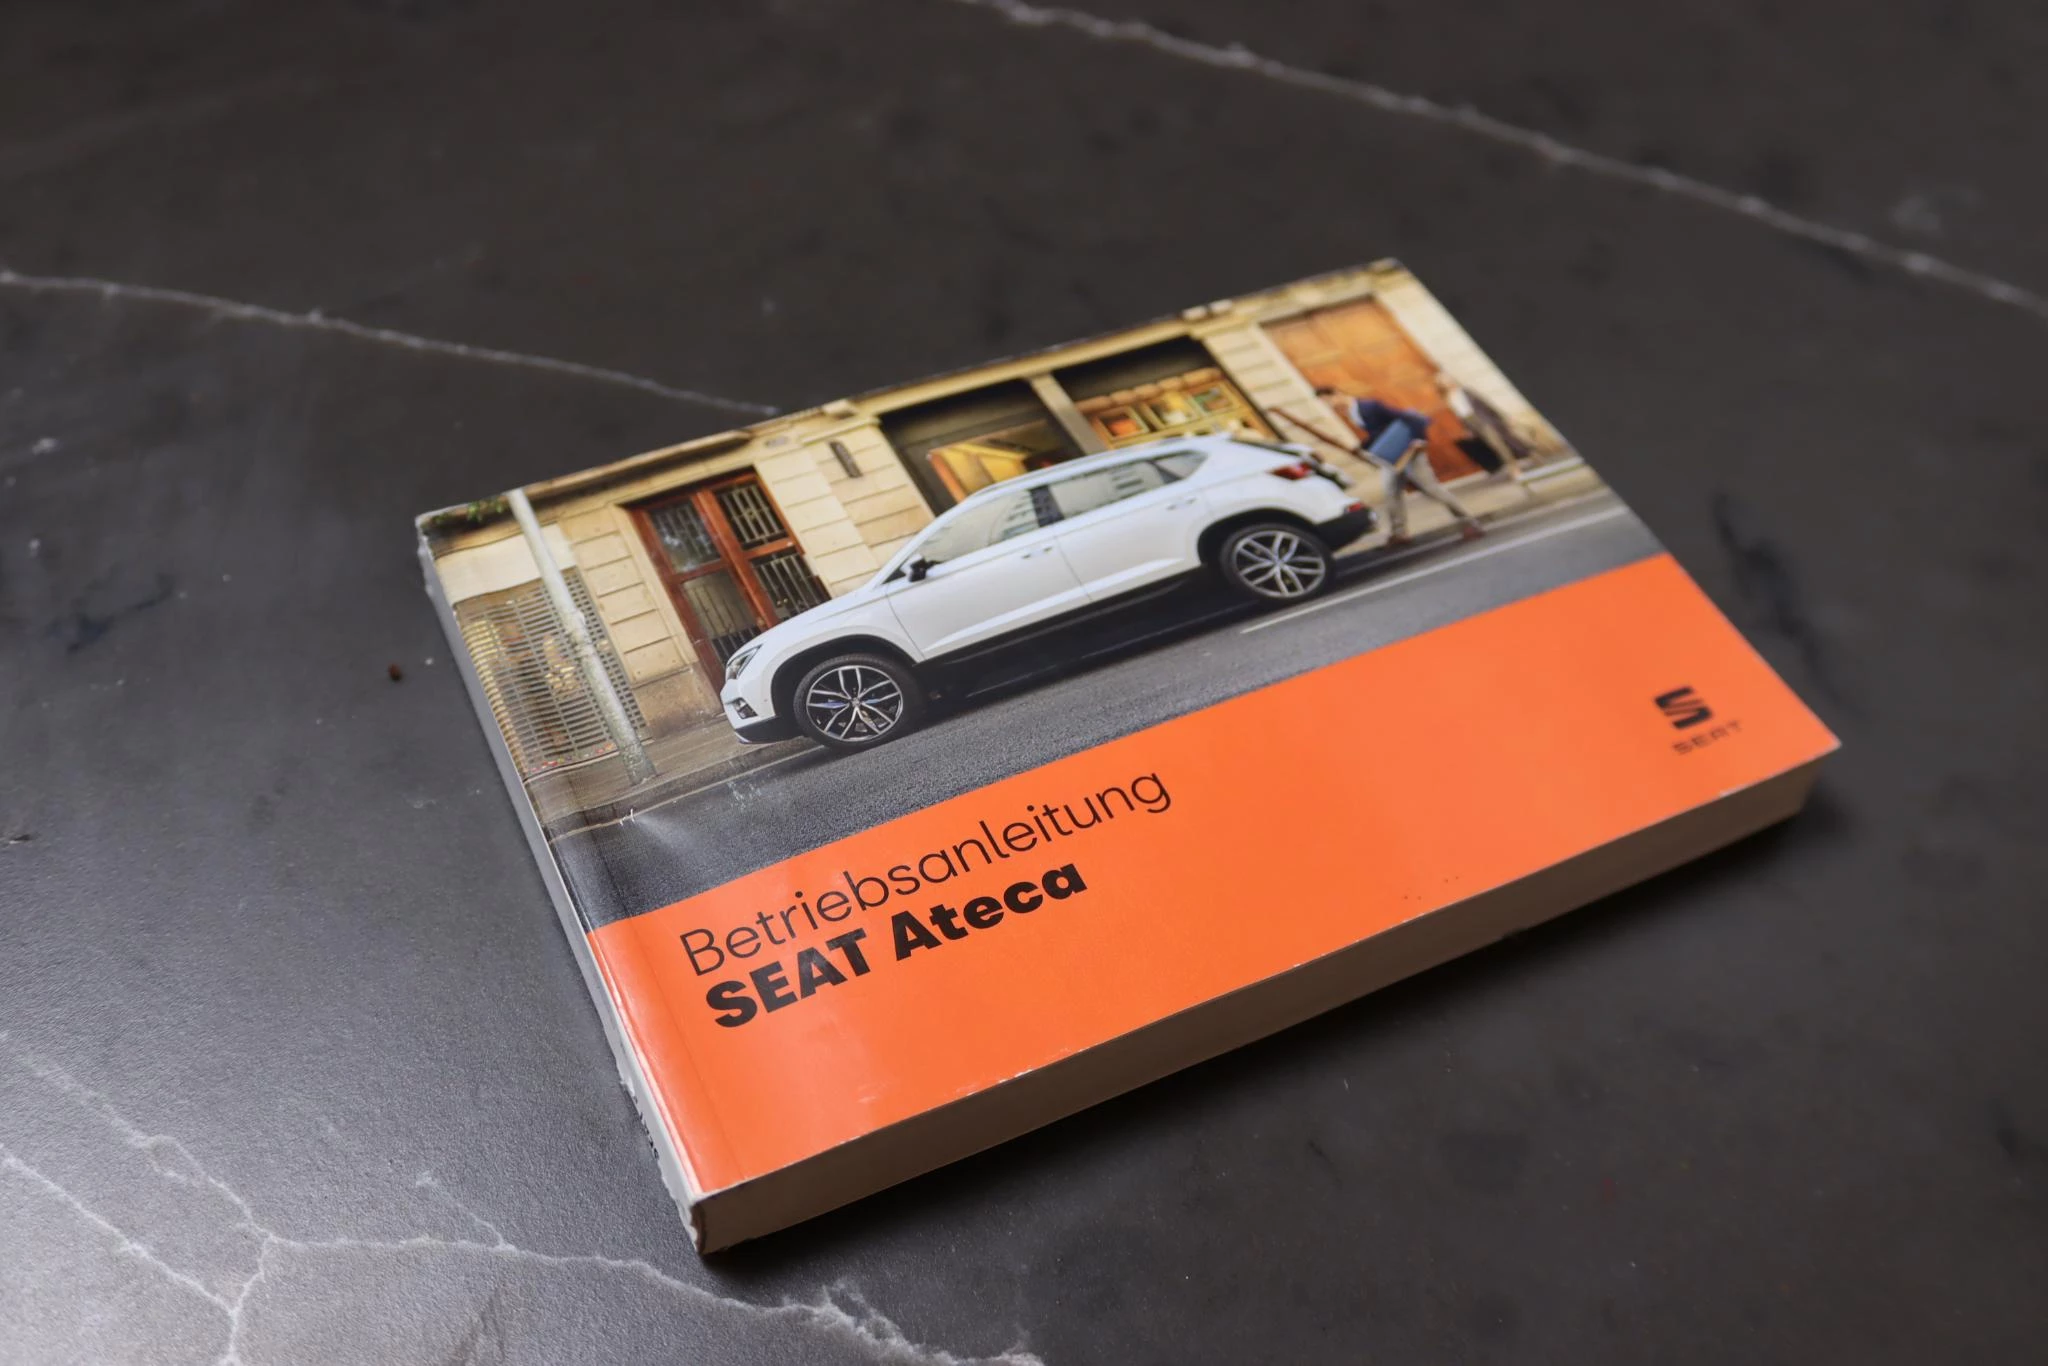 Betriebsanleitung
SEAT Ateca
SEAT